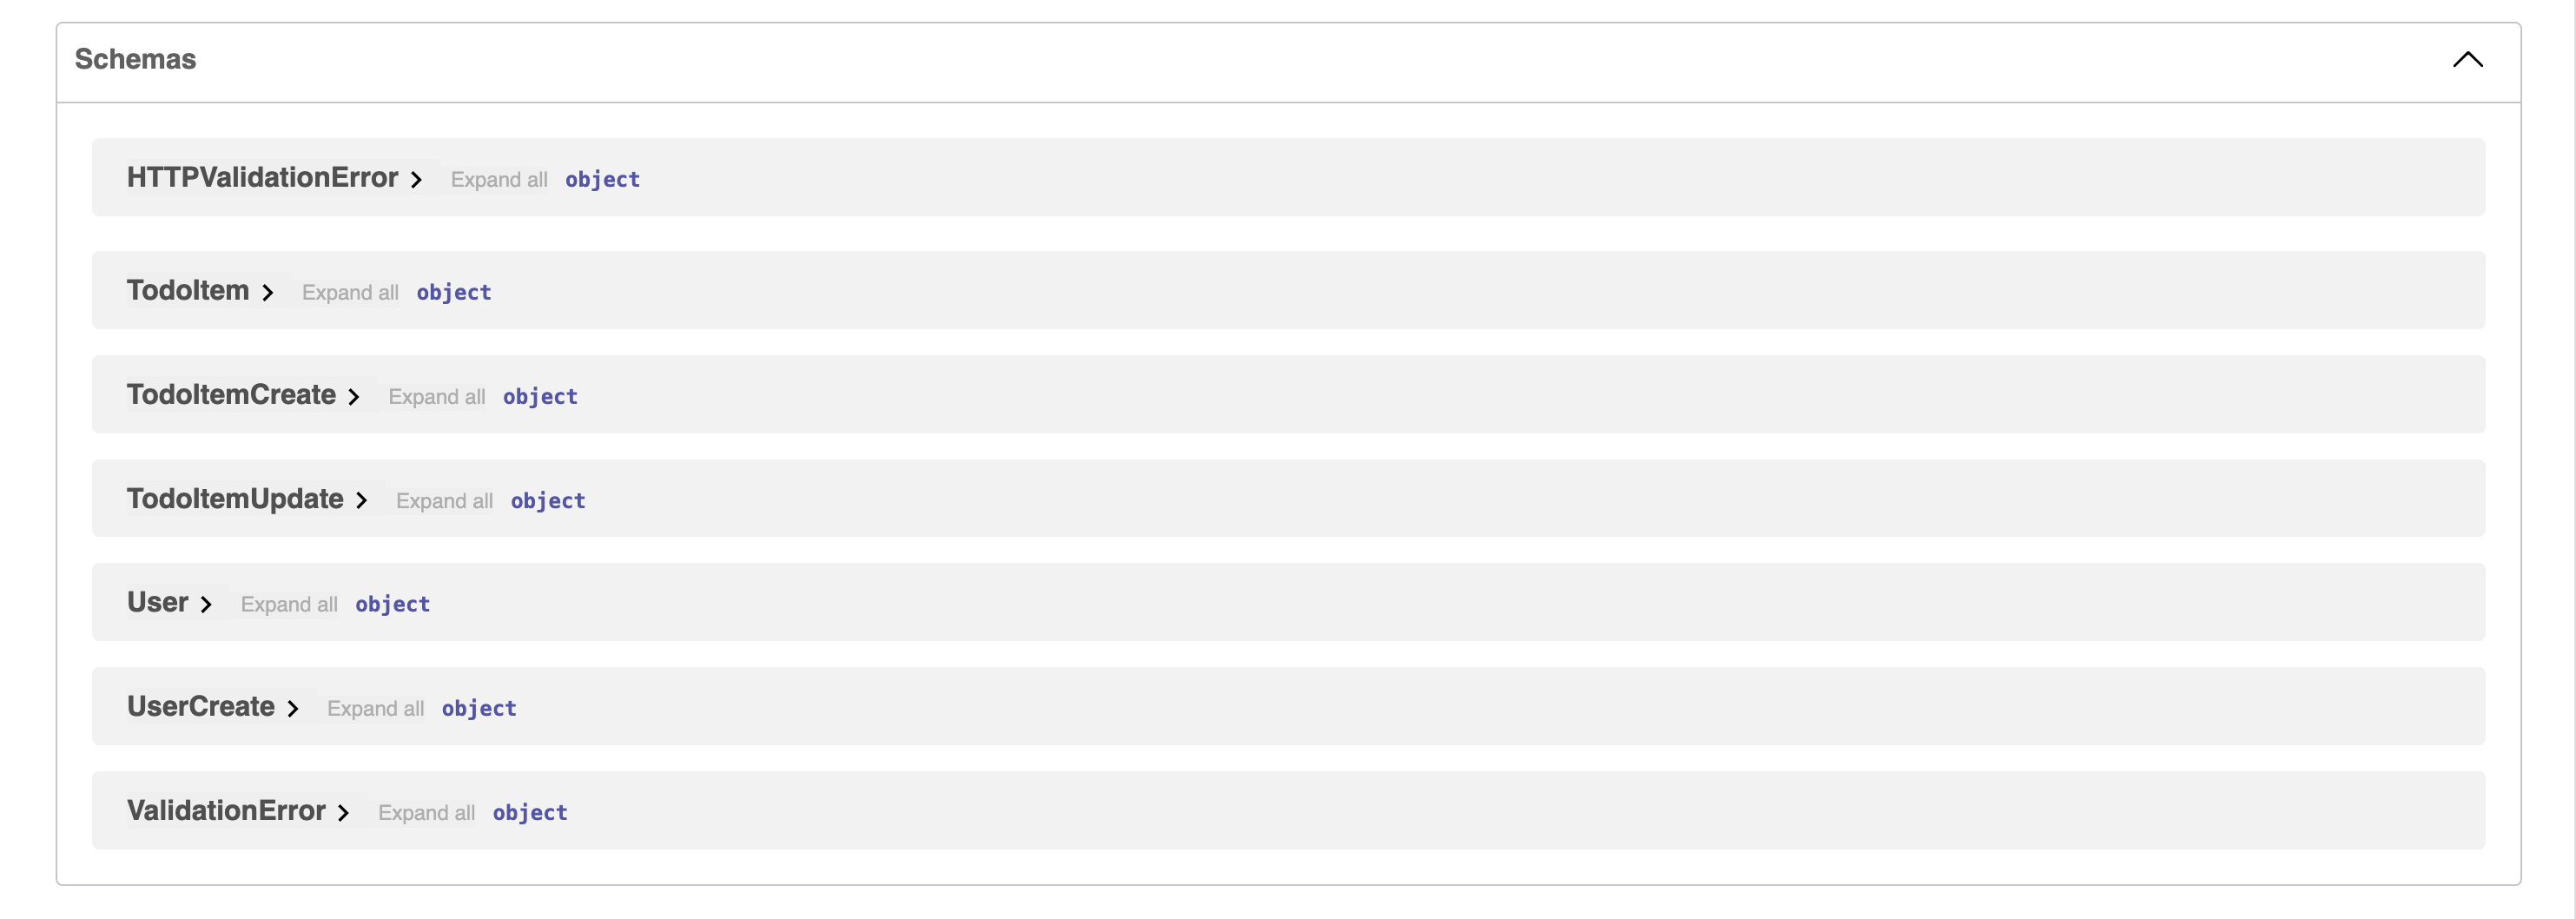 Schemas
HTTPValidationError Expand all object
TodoItem Expand all object
TodoItemCreate Expand all object
TodoItemUpdate Expand all object
User Expand all object
UserCreate Expand all object
ValidationError Expand all object